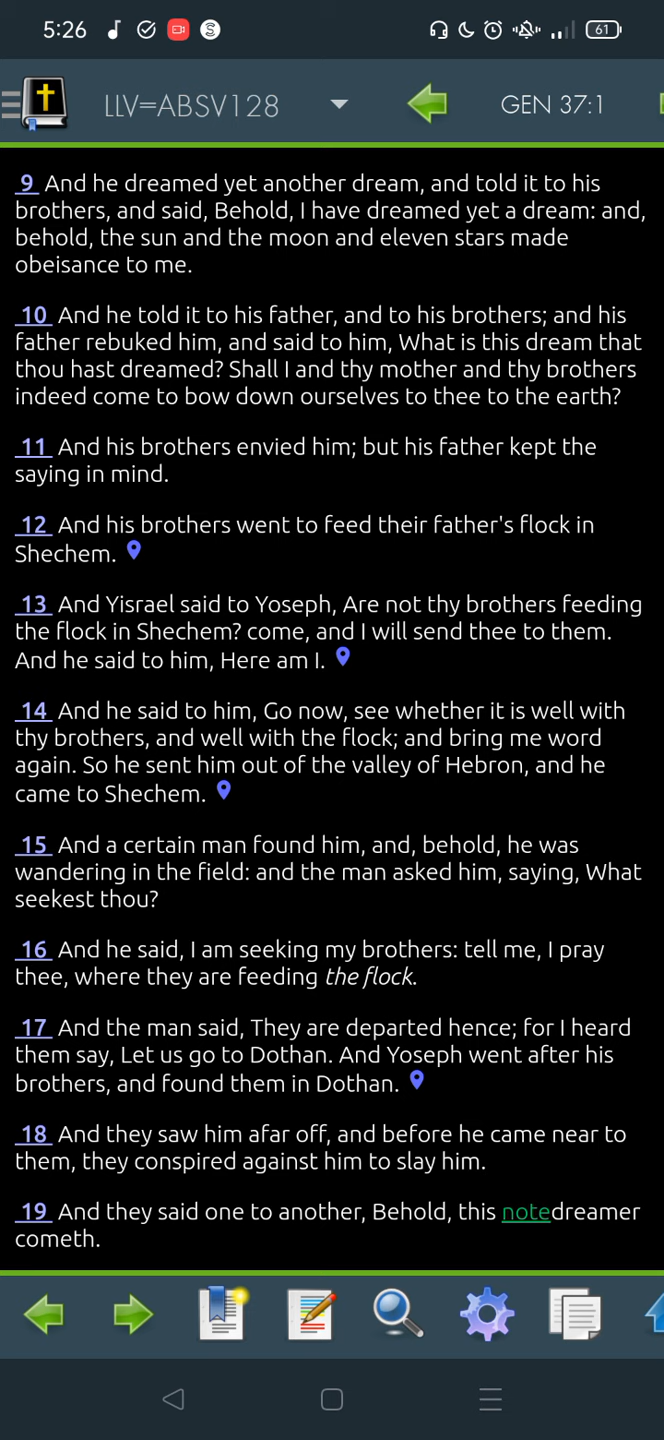 5:26
61
LLV=ABSV128
GEN 37:1
9 And he dreamed yet another dream, and told it to his
brothers, and said, Behold, I have dreamed yet a dream: and,
behold, the sun and the moon and eleven stars made
obeisance to me.
10 And he told it to his father, and to his brothers; and his
father rebuked him, and said to him, What is this dream that
thou hast dreamed? Shall I and thy mother and thy brothers
indeed come to bow down ourselves to thee to the earth?
11 And his brothers envied him; but his father kept the
saying in mind.
12 And his brothers went to feed their father's flock in
Shechem.
13 And Yisrael said to Yoseph, Are not thy brothers feeding
the flock in Shechem? come, and I will send thee to them.
And he said to him, Here am I.
14 And he said to him, Go now, see whether it is well with
thy brothers, and well with the flock; and bring me word
again. So he sent him out of the valley of Hebron, and he
came to Shechem.
15 And a certain man found him, and, behold, he was
wandering in the field: and the man asked him, saying, What
seekest thou?
16 And he said, I am seeking my brothers: tell me, I pray
thee, where they are feeding the flock.
17 And the man said, They are departed hence; for I heard
them say, Let us go to Dothan. And Yoseph went after his
brothers, and found them in Dothan.
18 And they saw him afar off, and before he came near to
them, they conspired against him to slay him.
19 And they said one to another, Behold, this notedreamer
cometh.